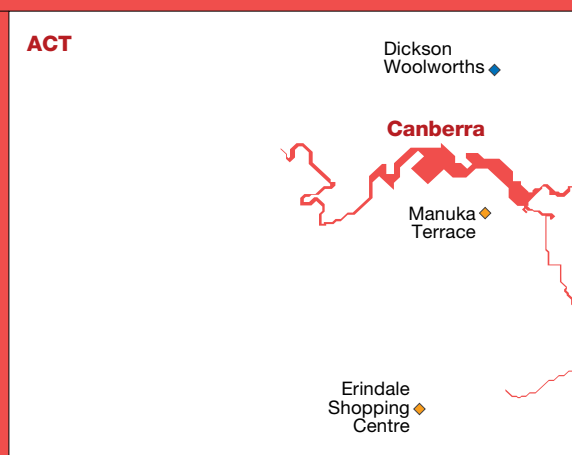 ACT
Dickson
Woolworths
Canberra
Manuka
Terrace
Erindale
Shopping
Centre